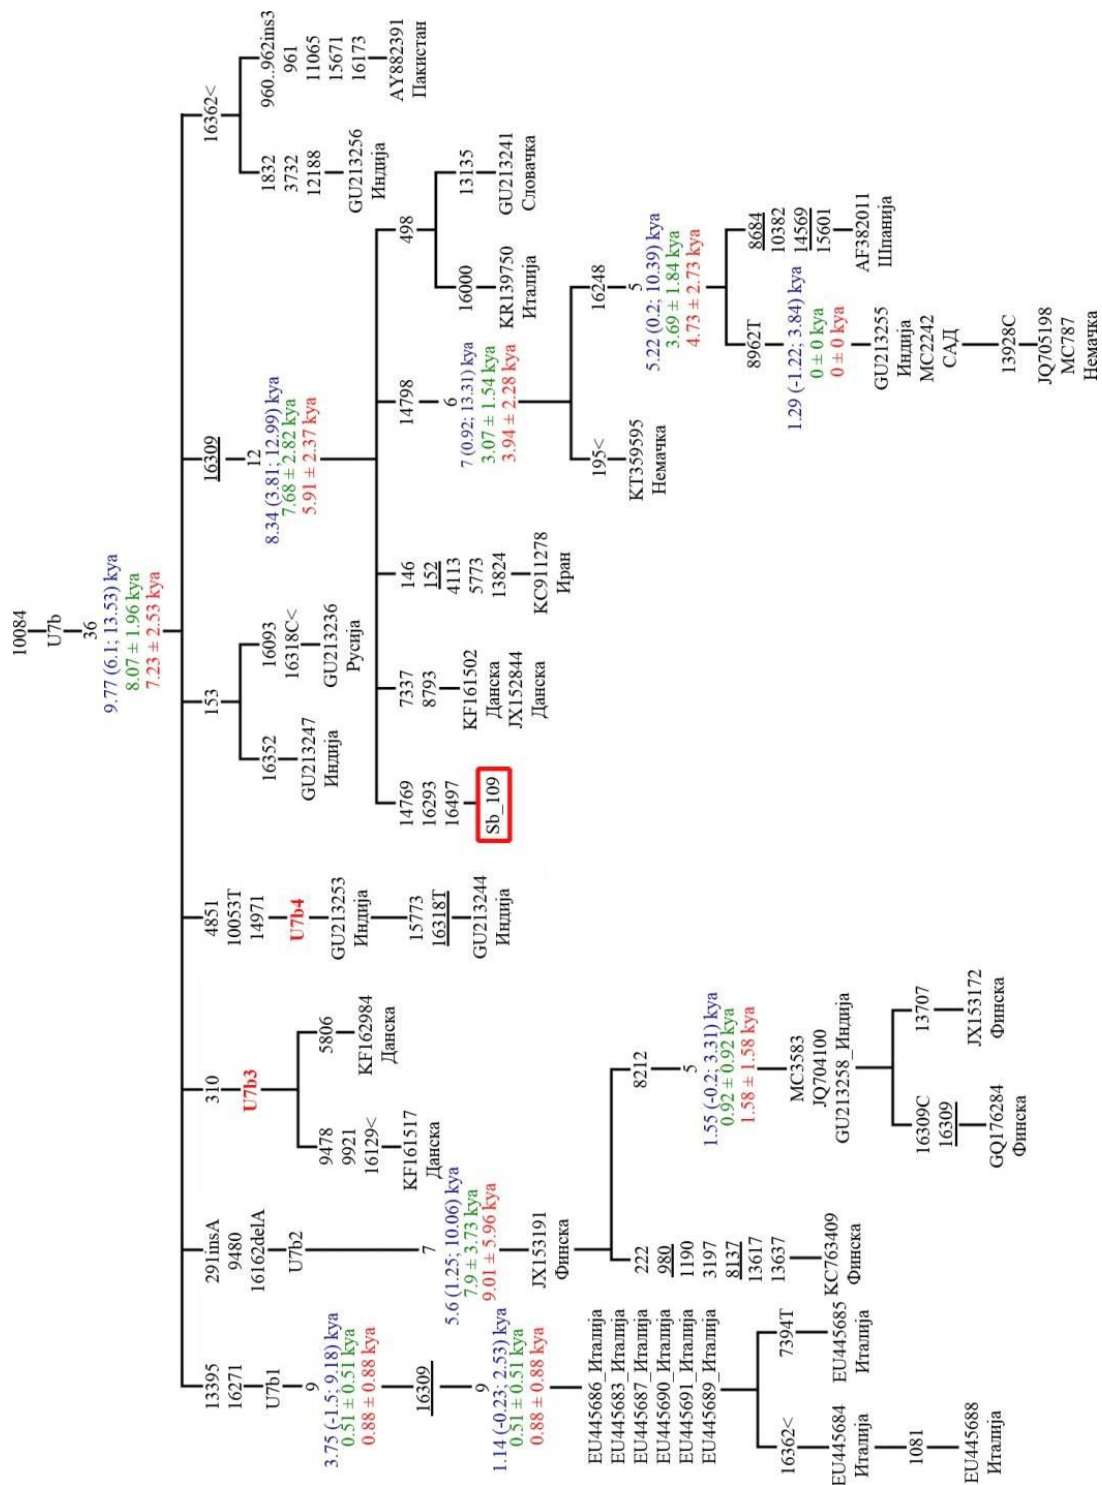 10084
U7b
36
9.77 (6.1; 13.53) kya
8.07 ± 1.96 kya
7.23 ± 2.53 kya
13395
16271
U7b1
9
3.75 (-1.5; 9.18) kya
0.51 ± 0.51 kya
0.88 ± 0.88 kya
16309
9
1.14 (-0.23; 2.53) kya
0.51 ± 0.51 kya
0.88 ± 0.88 kya
EU445686_Италија
EU445683_Италија
EU445687_Италија
EU445690_Италија
EU445691_Италија
EU445689_Италија
16362<
EU445684
Италија
1081
EU445688
Италија
7394T
EU445685
Италија
291insA
9480
16162delA
U7b2
7
5.6 (1.25; 10.06) kya
7.9 ± 3.73 kya
9.01 ± 5.96 kya
JX153191
Финска
222
980
1190
3197
8137
13617
13637
KC763409
Финска
8212
5
1.55 (-0.2; 3.31) kya
0.92 ± 0.92 kya
1.58 ± 1.58 kya
MC3583
JQ704100
GU213258_Индија
16309C
16309
GQ176284
Финска
13707
JX153172
Финска
310
U7b3
9478
9921
16129<
KF161517
Данска
5806
KF162984
Данска
4851
10053T
14971
U7b4
GU213253
Индија
15773
16318T
GU213244
Индија
153
16352
GU213247
Индија
16093
16318C<
GU213236
Русија
16309
12
8.34 (3.81; 12.99) kya
7.68 ± 2.82 kya
5.91 ± 2.37 kya
14769
16293
16497
Sb_109
7337
8793
KF161502
Данска
JX152844
Данска
146
152
4113
5773
13824
KC911278
Иран
14798
6
7 (0.92; 13.31) kya
3.07 ± 1.54 kya
3.94 ± 2.28 kya
195<
KT359595
Немачка
16248
5
5.22 (0.2; 10.39) kya
3.69 ± 1.84 kya
4.73 ± 2.73 kya
8962T
1.29 (-1.22; 3.84) kya
0 ± 0 kya
0 ± 0 kya
GU213255
Индија
MC2242
САД
13928C
JQ705198
MC787
Немачка
8684
10382
14569
15601
AF382011
Шпанија
498
16000
KR139750
Италија
13135
GU213241
Словачка
16362<
1832
3732
12188
GU213256
Индија
960..962ins3
961
11065
15671
16173
AY882391
Пакистан